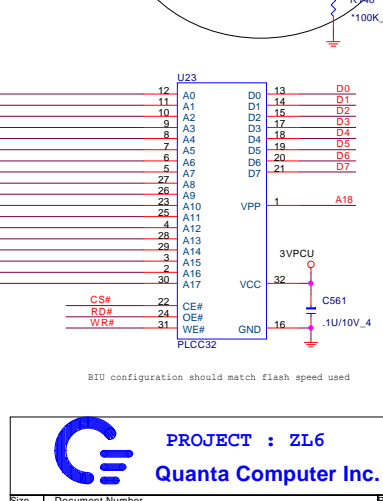 *100K_
U23
12 A0 D0 13 D0
11 A1 D1 14 D1
10 A2 D2 15 D2
9 A3 D3 17 D3
8 A4 D4 18 D4
7 A5 D5 19 D5
6 A6 D6 20 D6
5 A7 D7 21 D7
27 A8
26 A9
23 A10 VPP 1 A18
25 A11
4 A12
28 A13
29 A14 3VPCU
3 A15
2 A16
30 A17 VCC 32
C561
CS# 22 CE#
RD# 24 OE# .1U/10V_4
WR# 31 WE# GND 16
PLCC32
BIU configuration should match flash speed used
PROJECT : ZL6
Quanta Computer Inc.
Size Document Number